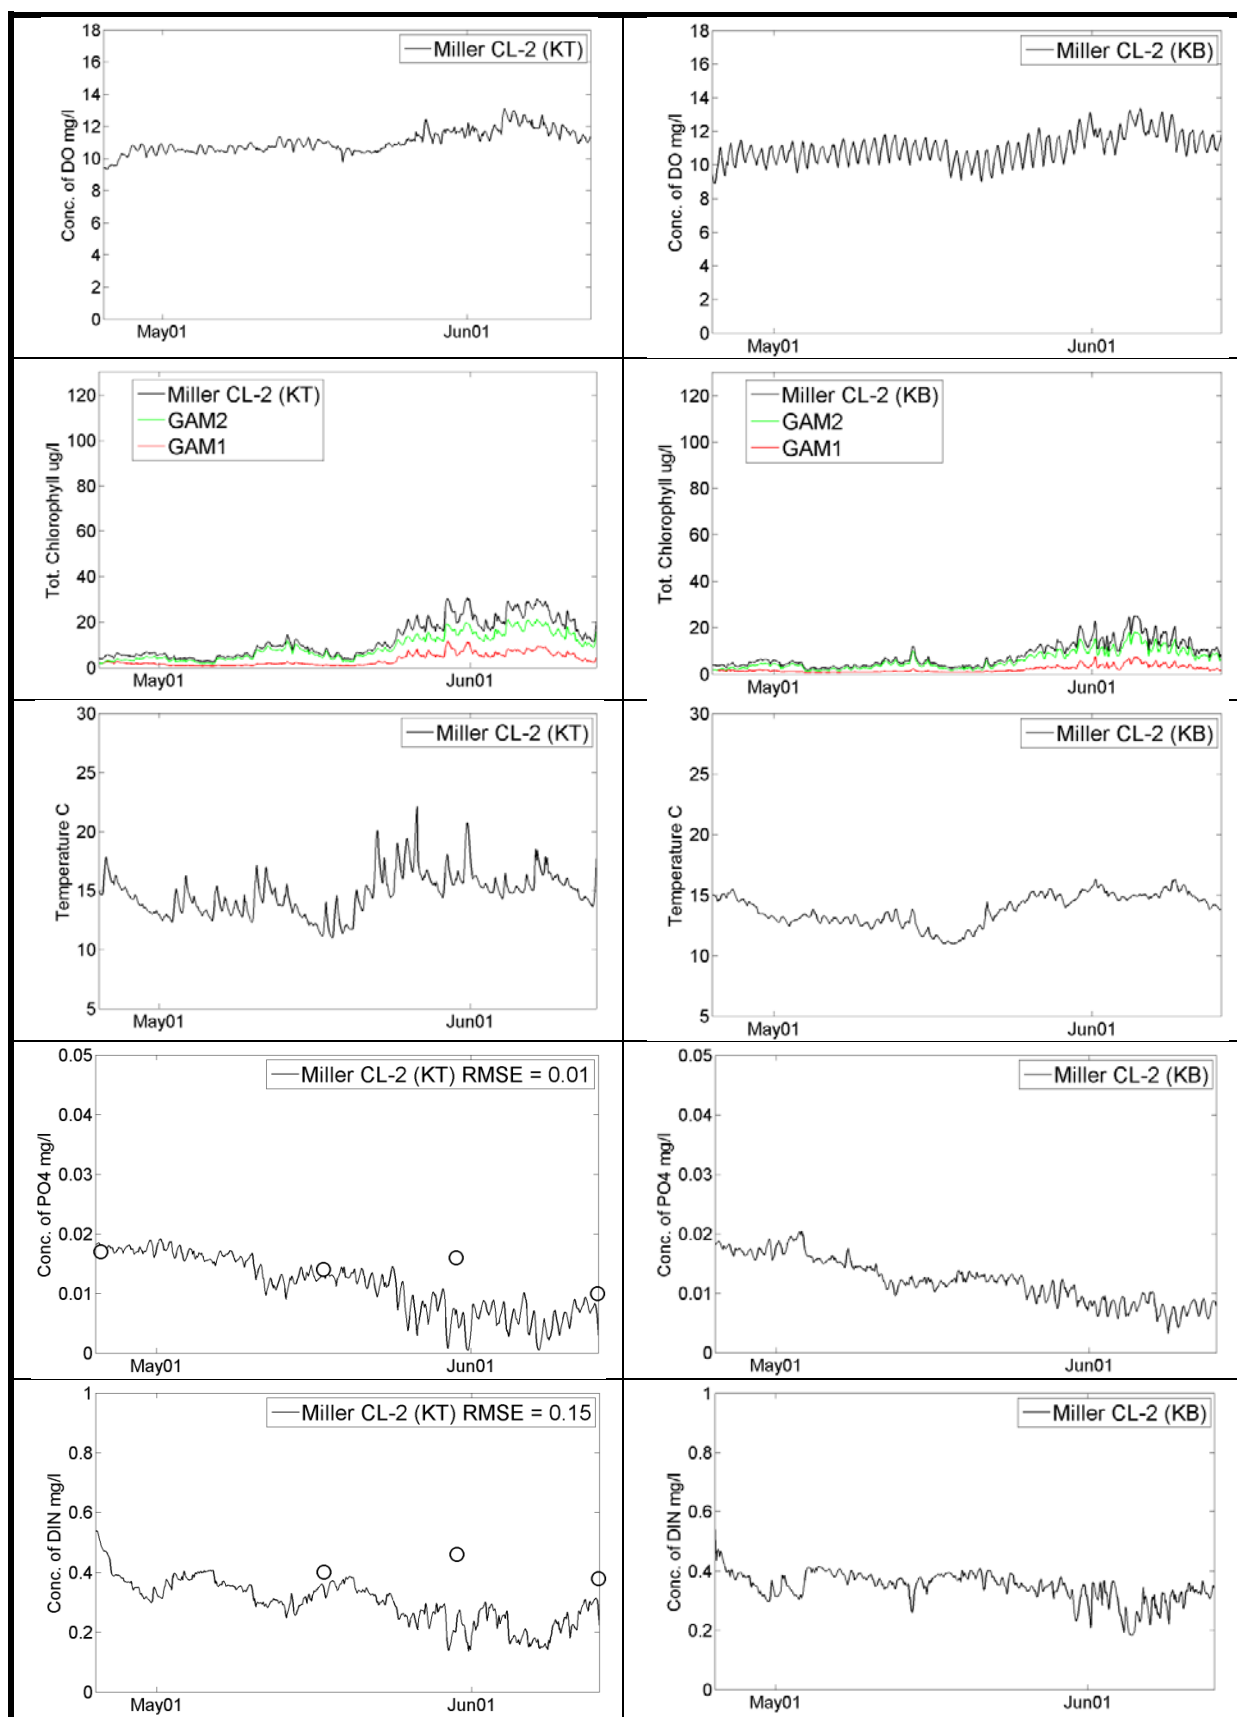 18
16
14
12
10
8
6
4
2
0
Conc. of DO mg/l
Miller CL-2 (KT)
May01 Jun01
18
16
14
12
10
8
6
4
2
0
Conc. of DO mg/l
Miller CL-2 (KB)
May01 Jun01
120
100
80
60
40
20
0
Tot. Chlorophyll ug/l
Miller CL-2 (KT)
GAM2
GAM1
May01 Jun01
120
100
80
60
40
20
0
Tot. Chlorophyll ug/l
Miller CL-2 (KB)
GAM2
GAM1
May01 Jun01
30
25
20
15
10
5
Temperature C
Miller CL-2 (KT)
May01 Jun01
30
25
20
15
10
5
Temperature C
Miller CL-2 (KB)
May01 Jun01
0.05
0.04
0.03
0.02
0.01
0
Conc. of PO4 mg/l
Miller CL-2 (KT) RMSE = 0.01
May01 Jun01
0.05
0.04
0.03
0.02
0.01
0
Conc. of PO4 mg/l
Miller CL-2 (KB)
May01 Jun01
1
0.8
0.6
0.4
0.2
0
Conc. of DIN mg/l
Miller CL-2 (KT) RMSE = 0.15
May01 Jun01
1
0.8
0.6
0.4
0.2
0
Conc. of DIN mg/l
Miller CL-2 (KB)
May01 Jun01